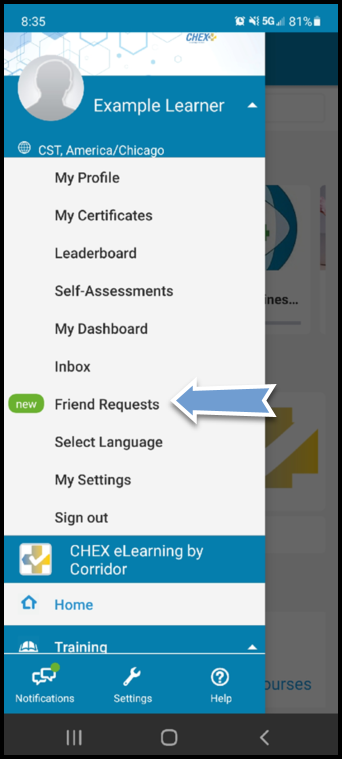 8:35
5G 81%
CHEX
Example Learner
CST, America/Chicago
My Profile
My Certificates
Leaderboard
Self-Assessments
My Dashboard
Inbox
new Friend Requests
Select Language
My Settings
Sign out
CHEX eLearning by
Corridor
Home
Training
Notifications Settings Help
ines...
ourses